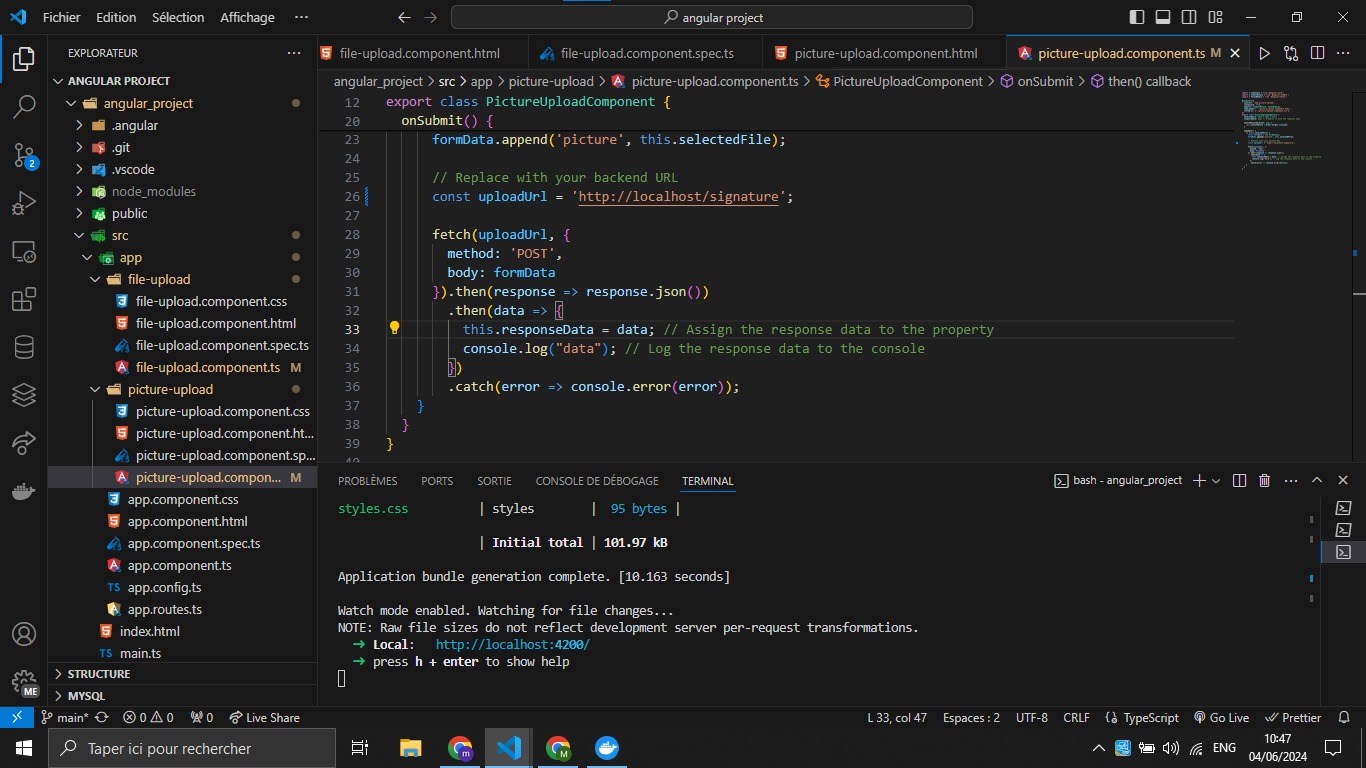 Fichier Edition Sélection Affichage ··· angular project
EXPLORATEUR ···
file-upload.component.html file-upload.component.spec.ts picture-upload.component.html picture-upload.component.ts M
ANGULAR PROJECT
angular_project > src > app > picture-upload > picture-upload.component.ts > PictureUploadComponent > onSubmit > then() callback
angular_project
.angular
.git
.vscode
node_modules
public
src
app
file-upload
file-upload.component.css
file-upload.component.html
file-upload.component.spec.ts
file-upload.component.ts M
picture-upload
picture-upload.component.css
picture-upload.component.ht...
picture-upload.component.sp...
picture-upload.compon... M
app.component.css
app.component.html
app.component.spec.ts
app.component.ts
TS app.config.ts
app.routes.ts
index.html
TS main.ts
STRUCTURE
MYSQL
2
ME
12 export class PictureUploadComponent {
20 onSubmit() {
23 formData.append('picture', this.selectedFile);
24
25 // Replace with your backend URL
26 const uploadUrl = 'http://localhost/signature';
27
28 fetch(uploadUrl, {
29 method: 'POST',
30 body: formData
31 }).then(response => response.json())
32 .then(data => {
33 this.responseData = data; // Assign the response data to the property
34 console.log("data"); // Log the response data to the console
35 })
36 .catch(error => console.error(error));
37 }
38 }
39 }
PROBLÈMES PORTS SORTIE CONSOLE DE DÉBOGAGE TERMINAL bash - angular_project
styles.css | styles | 95 bytes |
| Initial total | 101.97 kB
Application bundle generation complete. [10.163 seconds]
Watch mode enabled. Watching for file changes...
NOTE: Raw file sizes do not reflect development server per-request transformations.
➜ Local: http://localhost:4200/
➜ press h + enter to show help
main* 0 0 0 Live Share L 33, col 47 Espaces : 2 UTF-8 CRLF {} TypeScript Go Live Prettier
Taper ici pour rechercher
ENG
10:47
04/06/2024